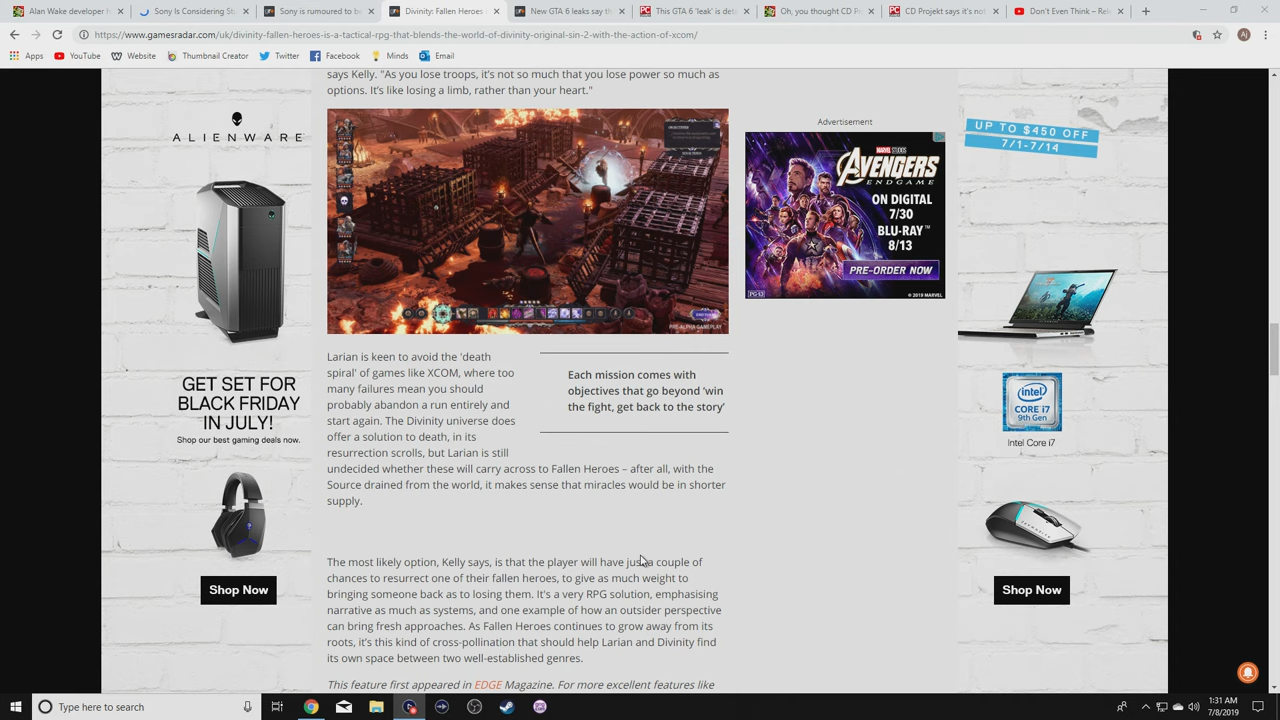 Alan Wake developer h
Sony Is Considering St
Sony is rumoured to b
Divinity: Fallen Heroes
New GTA 6 leaks say th
This GTA 6 'leak' is det
Oh, you thought CD Pr
CD Projekt says it's not
Don't Even Think – Rel
https://www.gamesradar.com/uk/divinity-fallen-heroes-is-a-tactical-rpg-that-blends-the-world-of-divinity-original-sin-2-with-the-action-of-xcom/
Apps
YouTube
Website
Thumbnail Creator
Twitter
Facebook
Minds
Email
says Kelly. "As you lose troops, it's not so much that you lose power so much as
options. It's like losing a limb, rather than your heart."
ALIENWARE
GET SET FOR
BLACK FRIDAY
IN JULY!
Shop our best gaming deals now.
Shop Now
PRE-ALPHA GAMEPLAY
Advertisement
MARVEL STUDIOS
AVENGERS
ENDGAME
ON DIGITAL
7/30
BLU-RAY™
8/13
PRE-ORDER NOW
PG-13
© 2019 MARVEL
UP TO $450 OFF
7/1-7/14
intel
CORE i7
9th Gen
Intel Core i7
Shop Now
Larian is keen to avoid the 'death
spiral' of games like XCOM, where too
many failures mean you should
probably abandon a run entirely and
start again. The Divinity universe does
offer a solution to death, in its
resurrection scrolls, but Larian is still
undecided whether these will carry across to Fallen Heroes – after all, with the
Source drained from the world, it makes sense that miracles would be in shorter
supply.
Each mission comes with
objectives that go beyond 'win
the fight, get back to the story'
The most likely option, Kelly says, is that the player will have just a couple of
chances to resurrect one of their fallen heroes, to give as much weight to
bringing someone back as to losing them. It's a very RPG solution, emphasising
narrative as much as systems, and one example of how an outsider perspective
can bring fresh approaches. As Fallen Heroes continues to grow away from its
roots, it's this kind of cross-pollination that should help Larian and Divinity find
its own space between two well-established genres.
This feature first appeared in EDGE Magazine. For more excellent features like
Type here to search
1:31 AM
7/8/2019